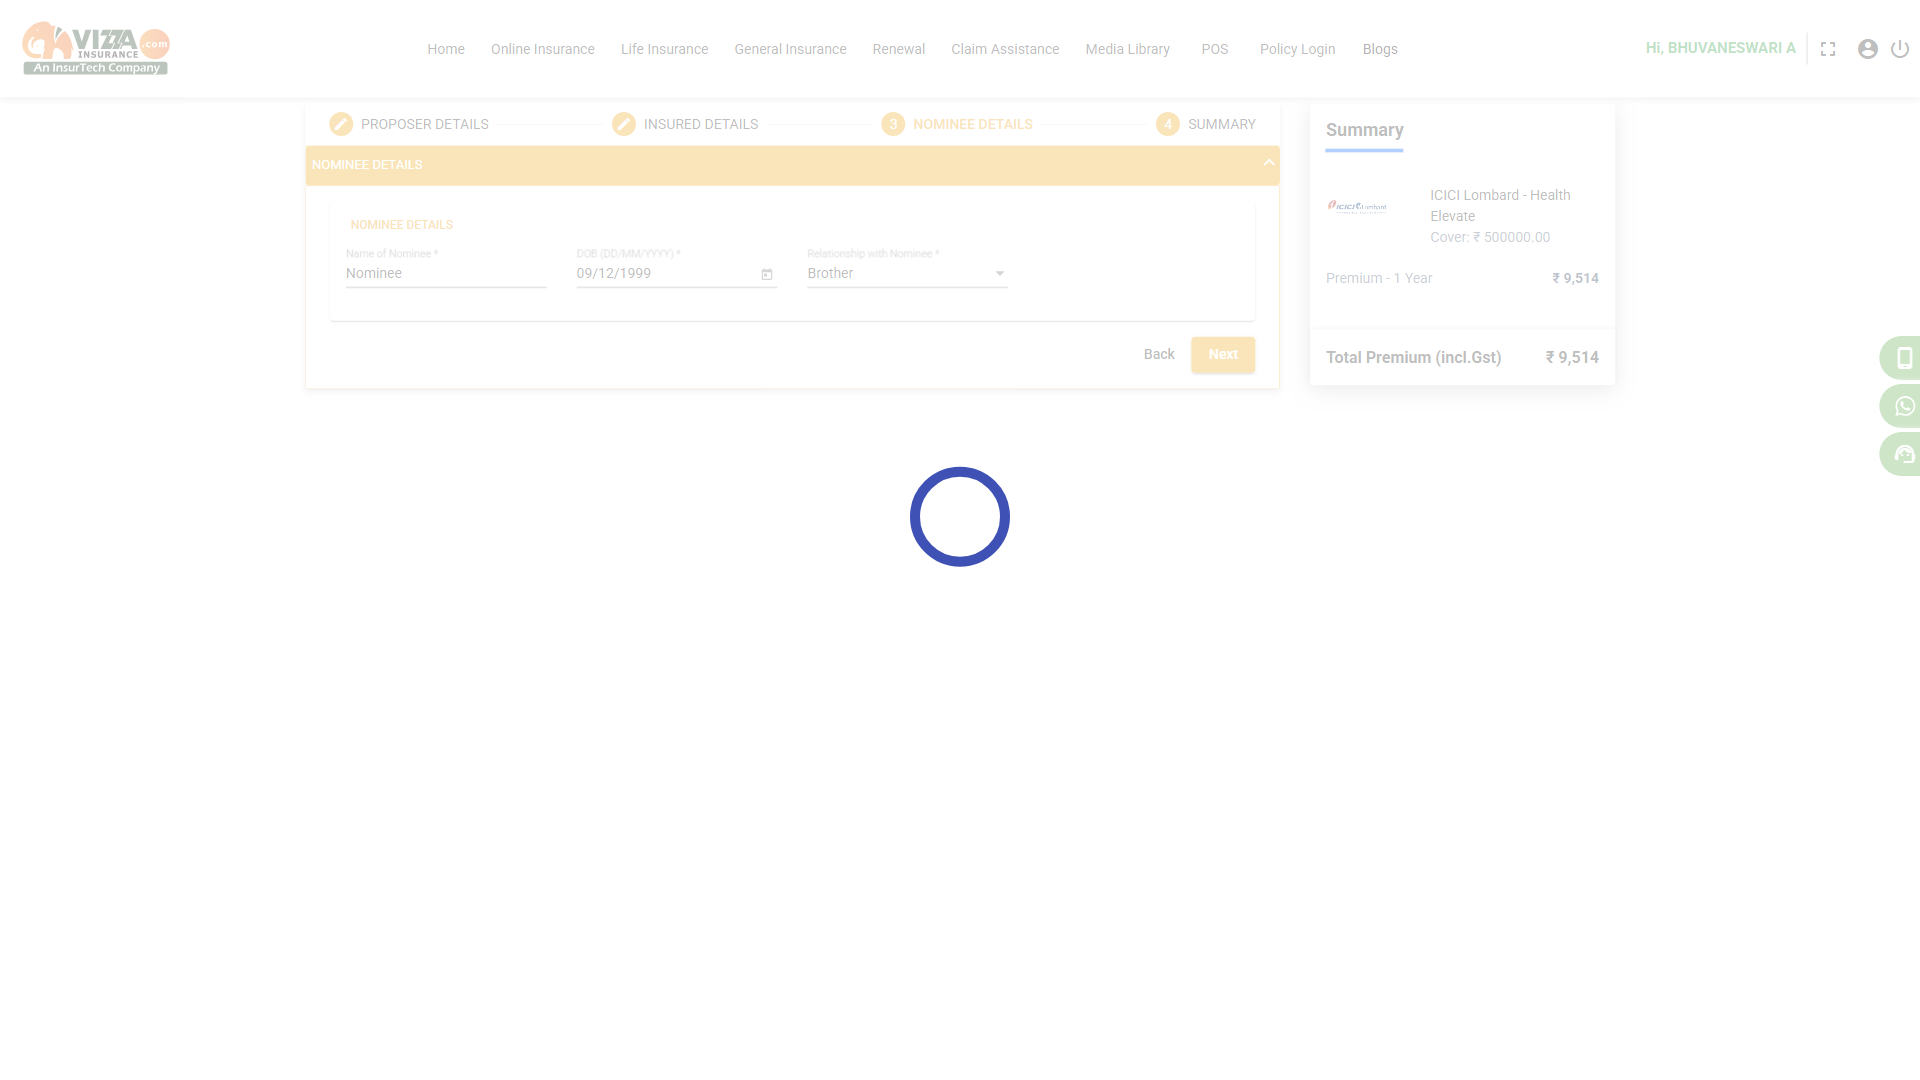 VIZZA
.com
INSURANCE
An InsurTech Company
Home
Online Insurance
Life Insurance
General Insurance
Renewal
Claim Assistance
Media Library
POS
Policy Login
Blogs
Hi, BHUVANESWARI A
PROPOSER DETAILS
INSURED DETAILS
3 NOMINEE DETAILS
4 SUMMARY
NOMINEE DETAILS
NOMINEE DETAILS
Name of Nominee *
Nominee
DOB (DD/MM/YYYY) *
09/12/1999
Relationship with Nominee *
Brother
Back
Next
Summary
ICICI Lombard
ICICI Lombard - Health
Elevate
Cover: ₹ 500000.00
Premium - 1 Year ₹ 9,514
Total Premium (incl.Gst) ₹ 9,514